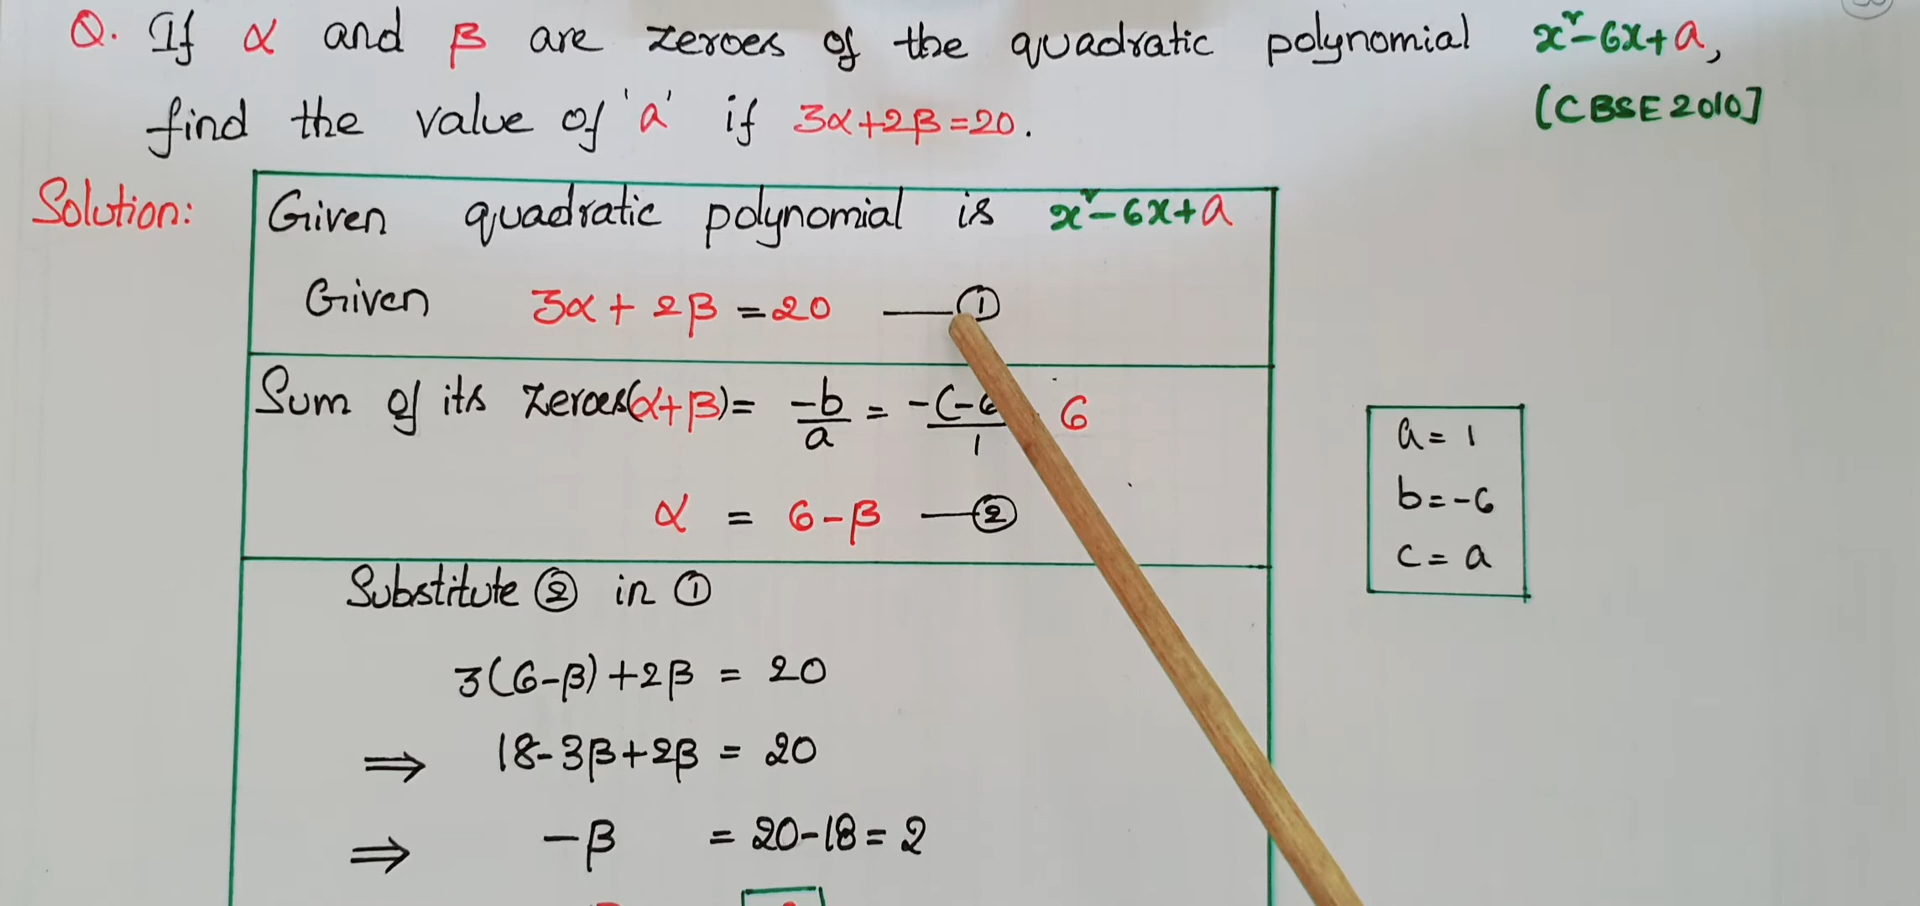 Q. If α and β are zeroes of the quadratic polynomial x²-6x+a,
find the value of 'a' if 3α+2β=20. [CBSE 2010]
Solution: Given quadratic polynomial is x²-6x+a
Given 3α+2β=20 —①
Sum of its zeroes(α+β)= -b/a = -(-6 /1 6
α = 6-β —②
Substitute ② in ①
3(6-β)+2β = 20
⇒ 18-3β+2β = 20
⇒ -β = 20-18 = 2
a = 1
b = -6
c = a